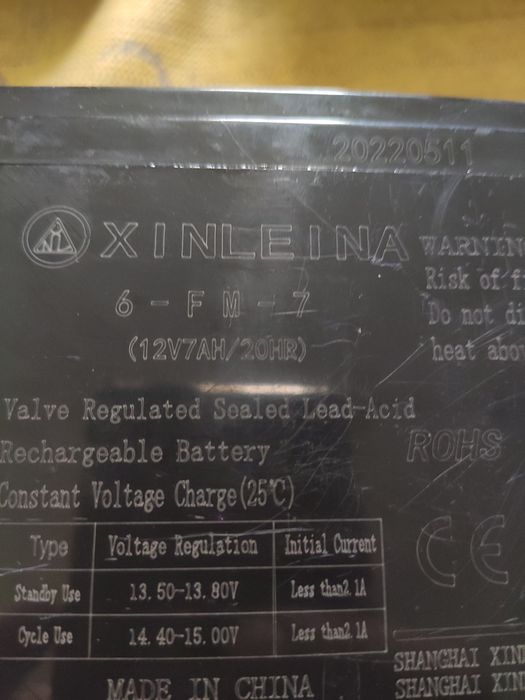 20220511
XINLEINA
WARNIN
6-FM-7
Risk of f
(12V7AH/20HR)
Do not di
heat abo
Valve Regulated Sealed Lead-Acid
Rechargeable Battery
ROHS
Constant Voltage Charge(25℃)
Type Voltage Regulation Initial Current
Standby Use 13.50-13.80V Less than2.1A
Cycle Use 14.40-15.00V Less than2.1A
CE
MADE IN CHINA
SHANGHAI XIN
SHANGHAI XIN